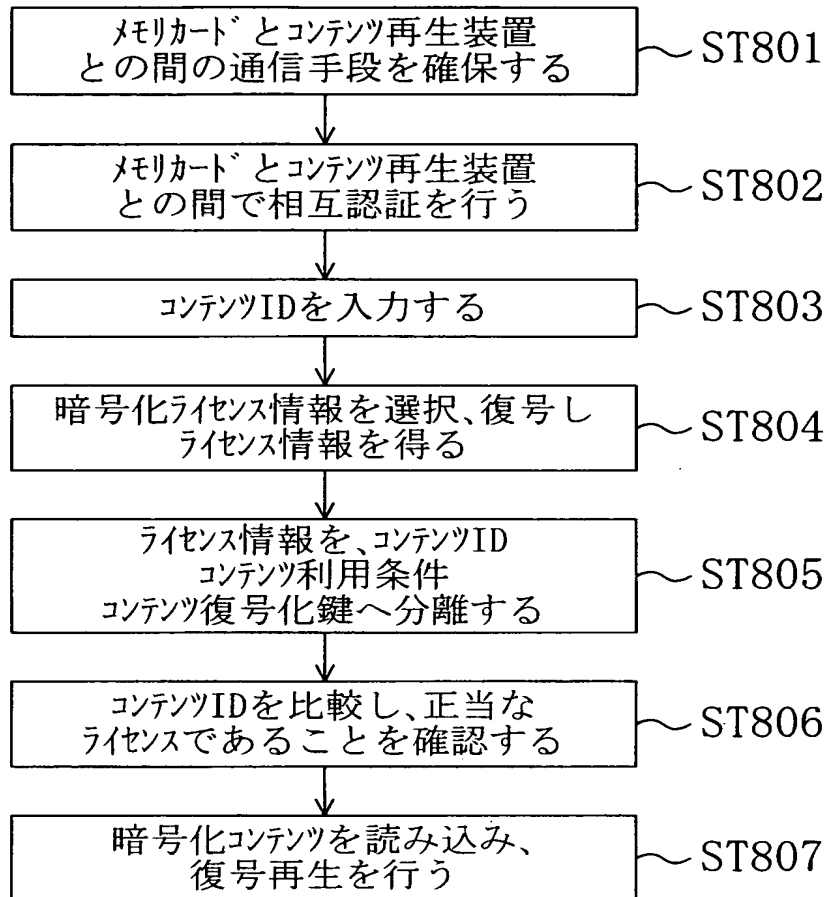 メモリカードとコンテンツ再生装置
との間の通信手段を確保する
ST801
メモリカードとコンテンツ再生装置
との間で相互認証を行う
ST802
コンテンツIDを入力する
ST803
暗号化ライセンス情報を選択、復号し
ライセンス情報を得る
ST804
ライセンス情報を、コンテンツID
コンテンツ利用条件
コンテンツ復号化鍵へ分離する
ST805
コンテンツIDを比較し、正当な
ライセンスであることを確認する
ST806
暗号化コンテンツを読み込み、
復号再生を行う
ST807